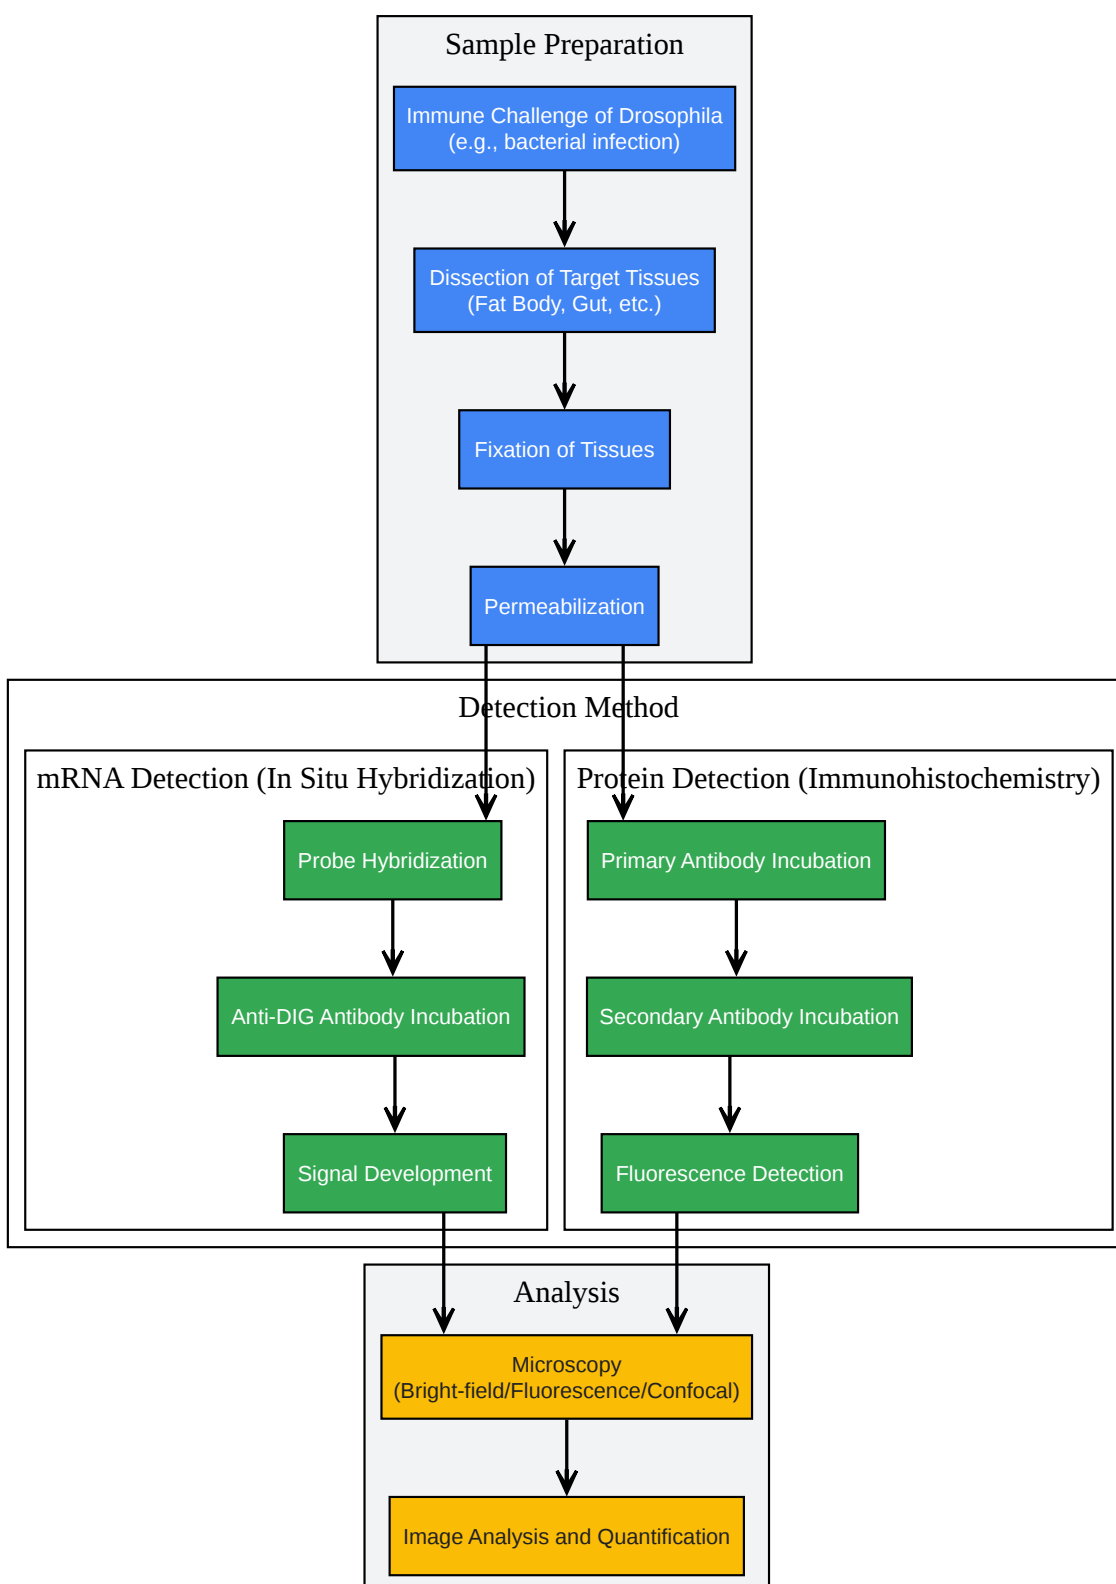 Sample Preparation
Immune Challenge of Drosophila
(e.g., bacterial infection)
Dissection of Target Tissues
(Fat Body, Gut, etc.)
Fixation of Tissues
Permeabilization
Detection Method
mRNA Detection (In Situ Hybridization)
Probe Hybridization
Anti-DIG Antibody Incubation
Signal Development
Protein Detection (Immunohistochemistry)
Primary Antibody Incubation
Secondary Antibody Incubation
Fluorescence Detection
Analysis
Microscopy
(Bright-field/Fluorescence/Confocal)
Image Analysis and Quantification